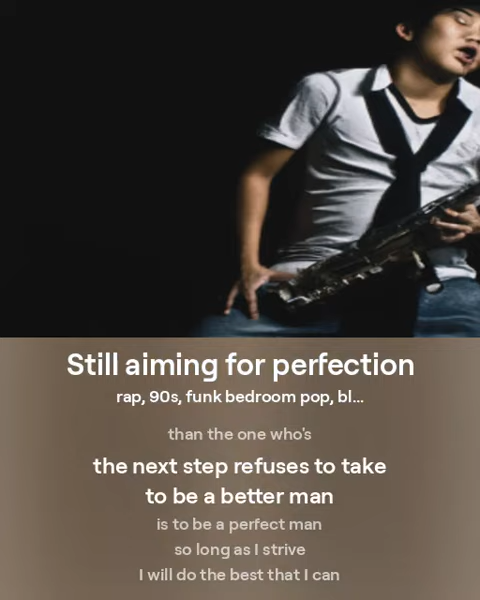 Still aiming for perfection
rap, 90s, funk bedroom pop, bl...
than the one who's
the next step refuses to take
to be a better man
is to be a perfect man
so long as I strive
I will do the best that I can